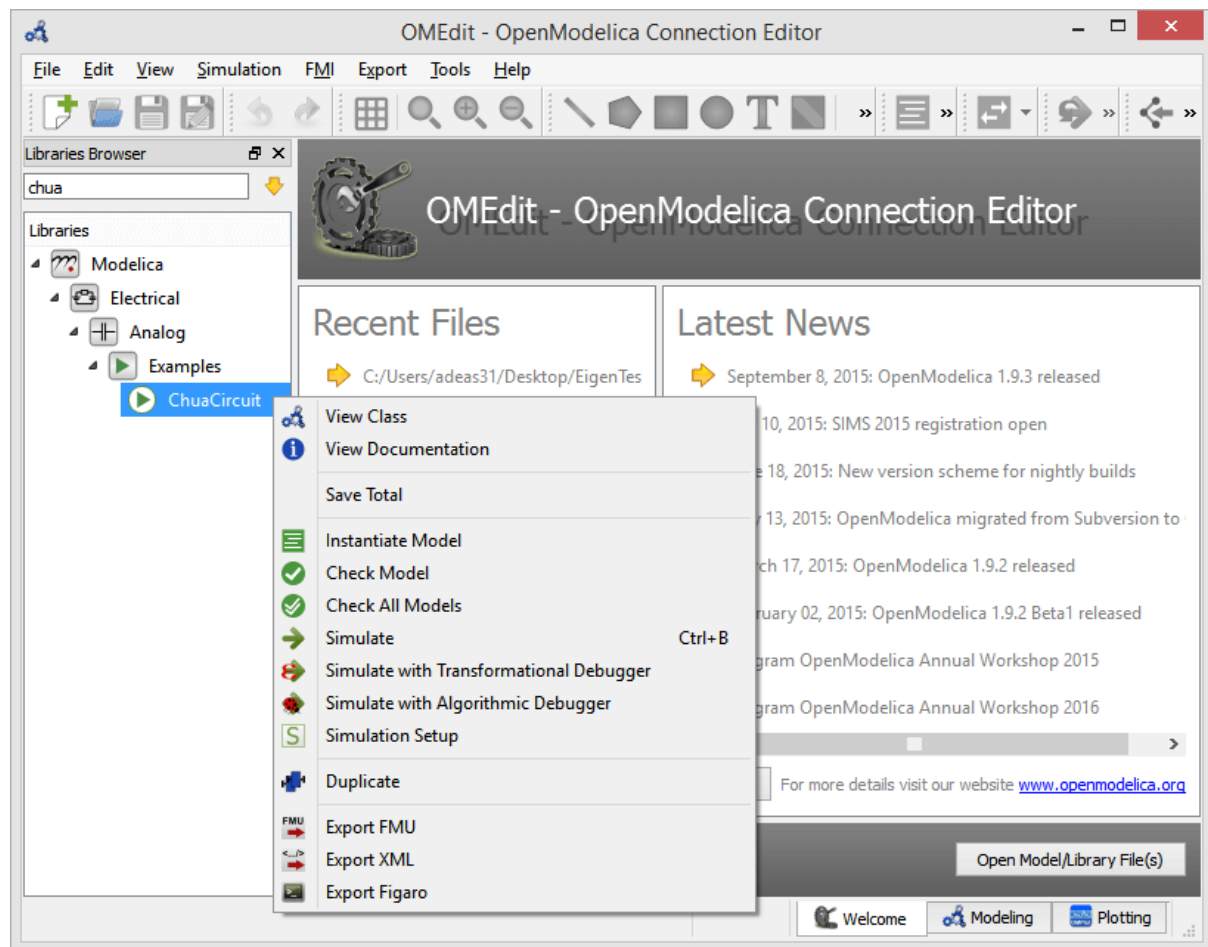 OMEdit - OpenModelica Connection Editor
File Edit View Simulation FMI Export Tools Help
T » » » »
Libraries Browser
chua
OMEdit - OpenModelica Connection Editor
Libraries
Modelica
Electrical
Analog
Examples
ChuaCircuit
Recent Files
C:/Users/adeas31/Desktop/EigenTes
Latest News
September 8, 2015: OpenModelica 1.9.3 released
10, 2015: SIMS 2015 registration open
18, 2015: New version scheme for nightly builds
13, 2015: OpenModelica migrated from Subversion to
17, 2015: OpenModelica 1.9.2 released
02, 2015: OpenModelica 1.9.2 Beta1 released
OpenModelica Annual Workshop 2015
OpenModelica Annual Workshop 2016
For more details visit our website www.openmodelica.org
View Class
View Documentation
Save Total
Instantiate Model
Check Model
Check All Models
Simulate Ctrl+B
Simulate with Transformational Debugger
Simulate with Algorithmic Debugger
S Simulation Setup
Duplicate
FMU Export FMU
Export XML
Export Figaro
Open Model/Library File(s)
Welcome Modeling Plotting